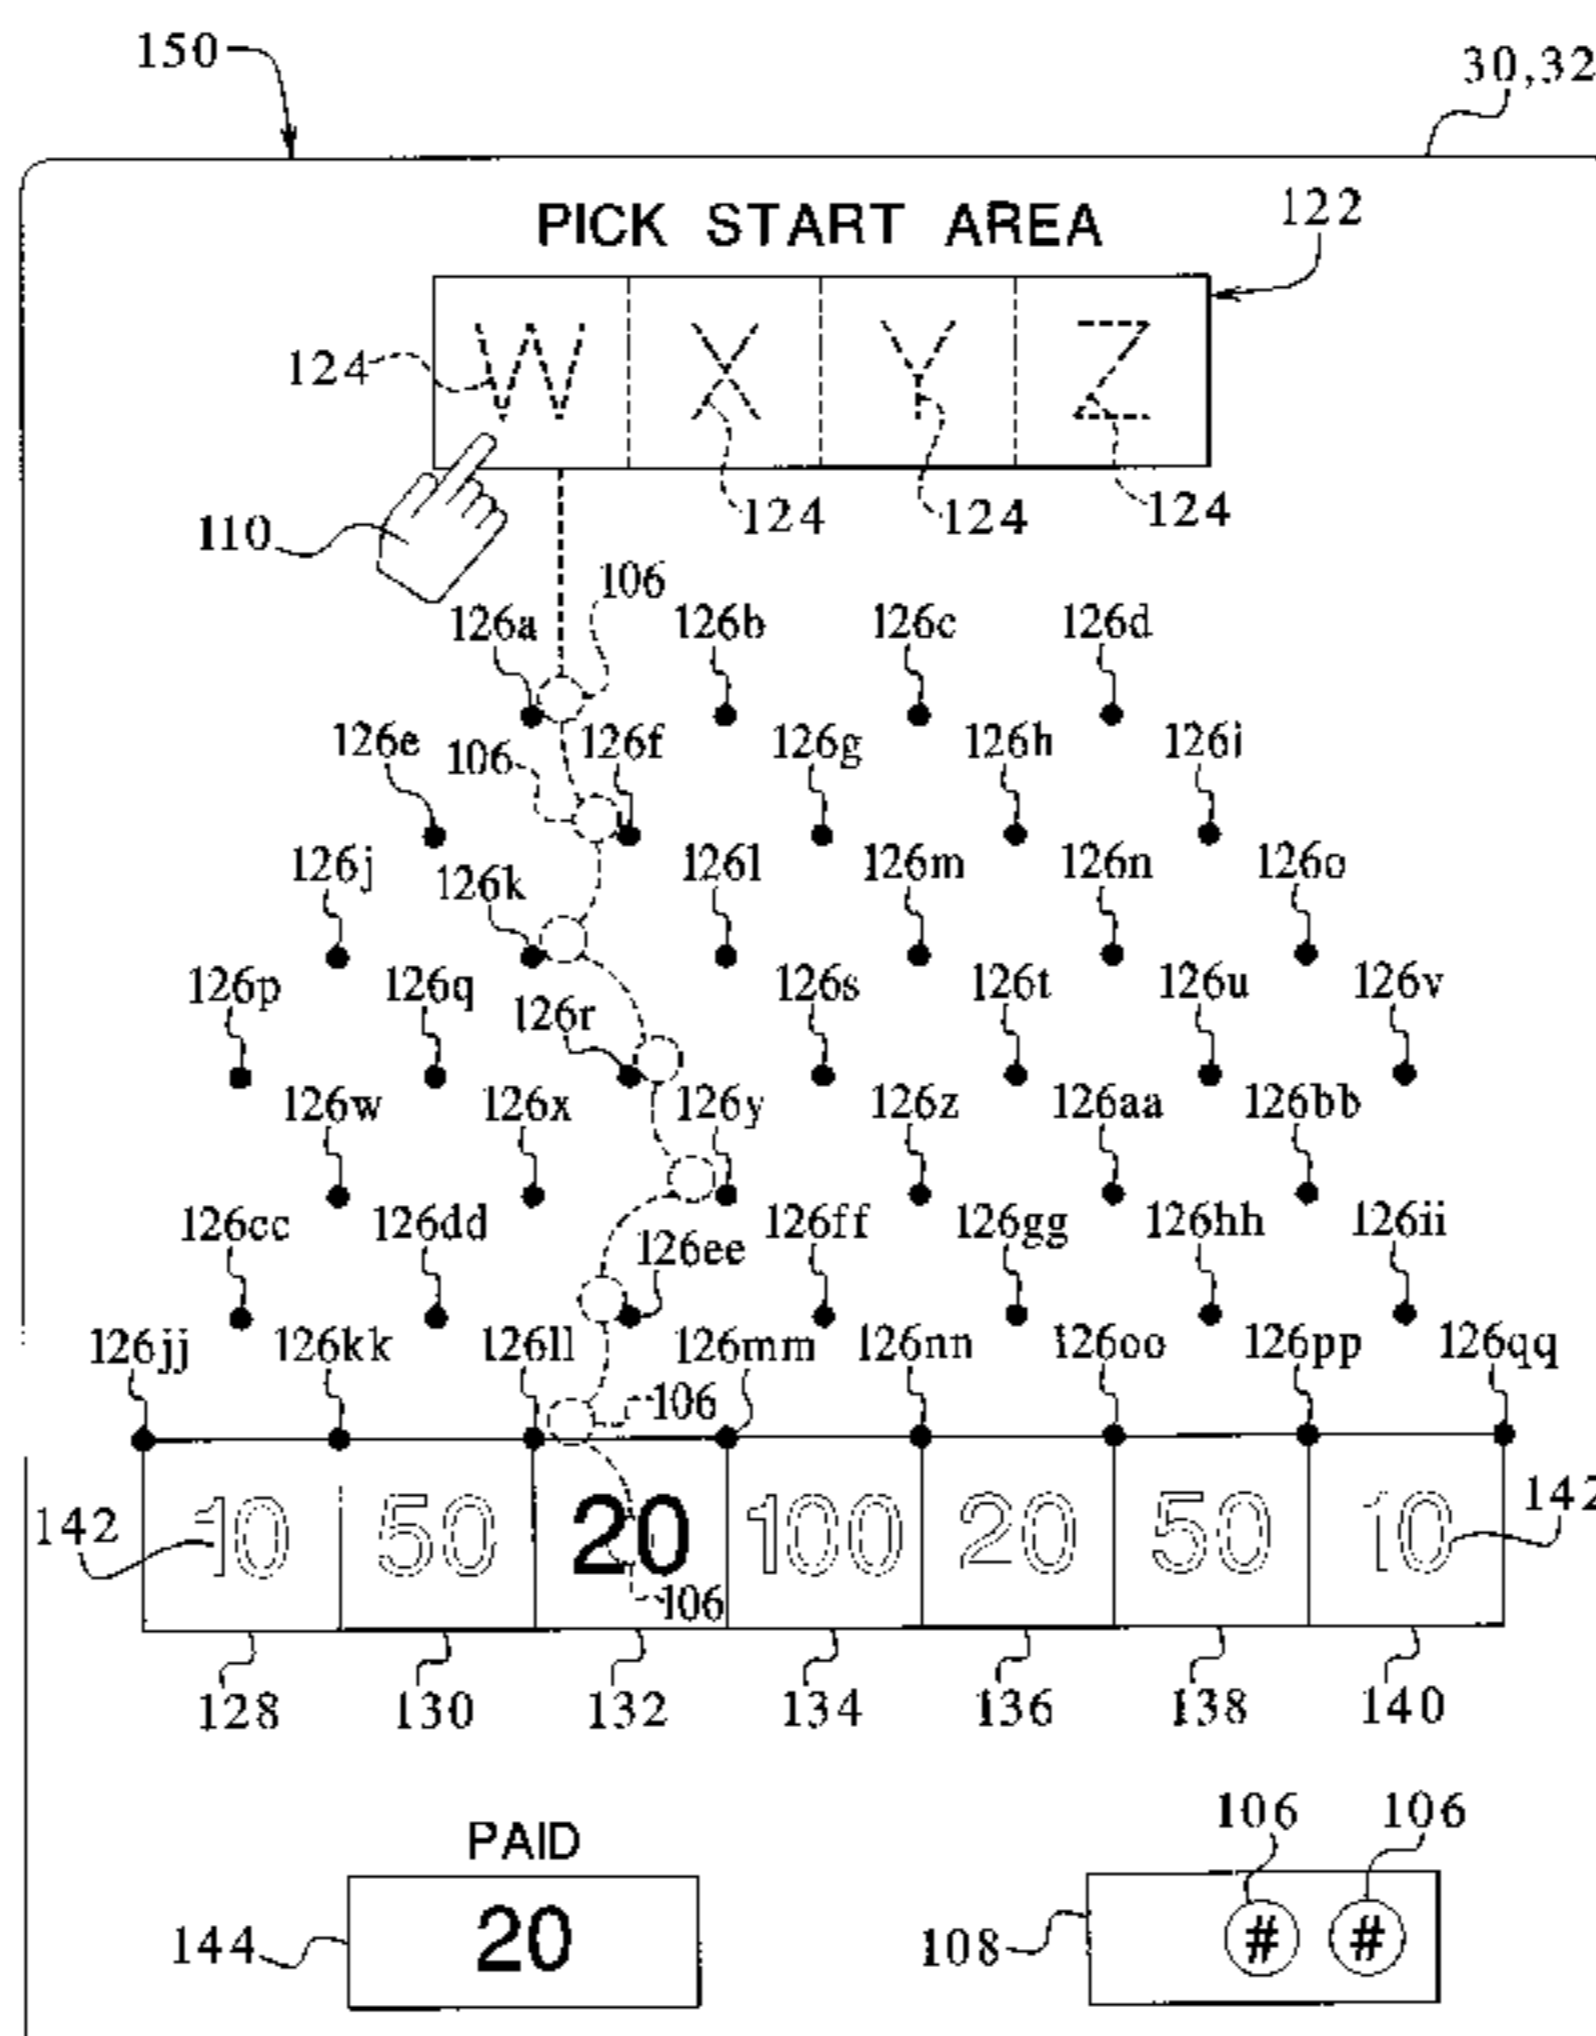 150
30,32
PICK START AREA
122
W X Y Z
124
124 124 124
110
106
126a 126b 126c 126d
126e 106 126f 126g 126h 126i
126j 126k 126l 126m 126n 126o
126p 126q 126r 126s 126t 126u 126v
126w 126x 126y 126z 126aa 126bb
126cc 126dd 126ee 126ff 126gg 126hh 126ii
126jj 126kk 126ll 126mm 126nn 126oo 126pp 126qq
106
142 10 50 20 100 20 50 10 142
106
128 130 132 134 136 138 140
PAID
106 106
144 20 108 # #